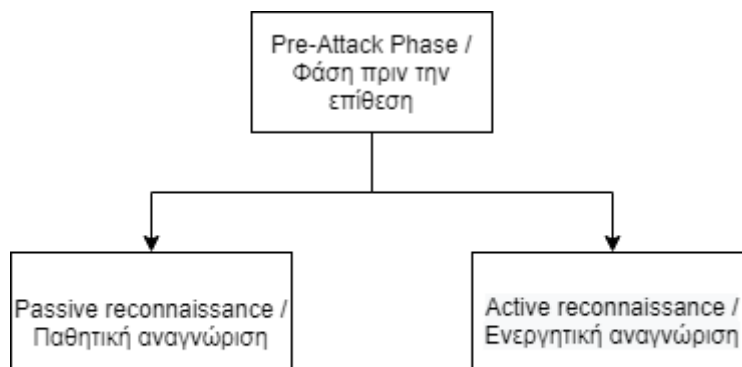 Pre-Attack Phase /
Φάση πριν την
επίθεση
Passive reconnaissance /
Παθητική αναγνώριση
Active reconnaissance /
Ενεργητική αναγνώριση